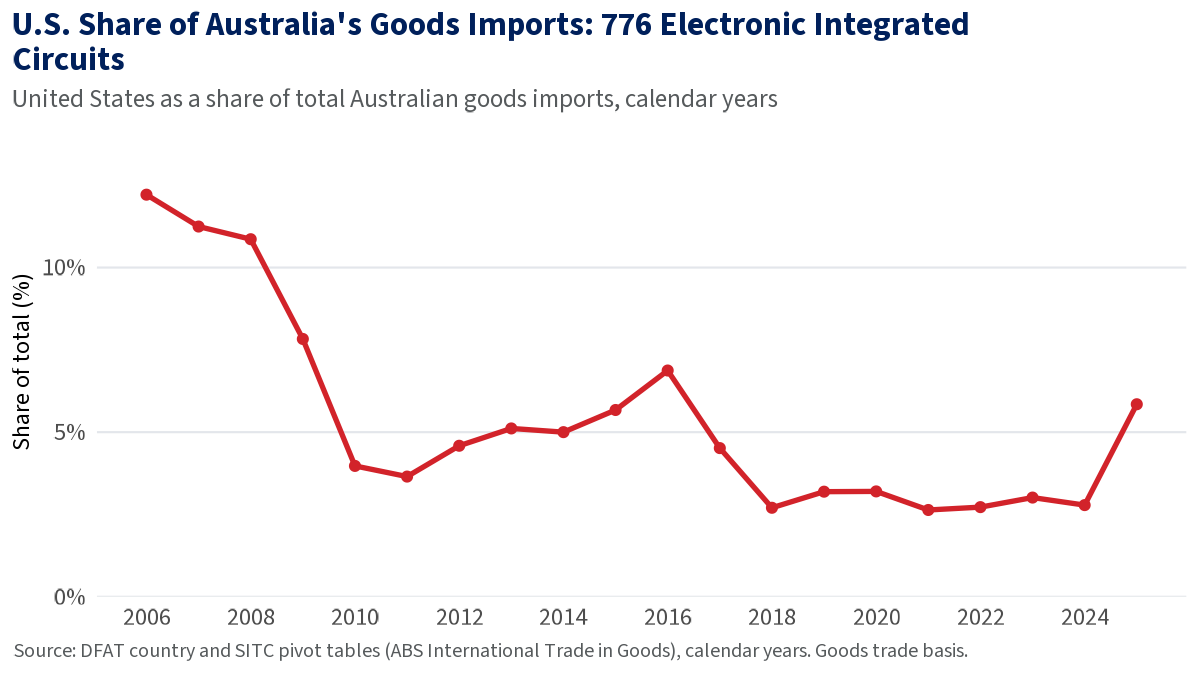 U.S. Share of Australia's Goods Imports: 776 Electronic Integrated
Circuits
United States as a share of total Australian goods imports, calendar years
Share of total (%)
10%
5%
0%
2006 2008 2010 2012 2014 2016 2018 2020 2022 2024
Source: DFAT country and SITC pivot tables (ABS International Trade in Goods), calendar years. Goods trade basis.